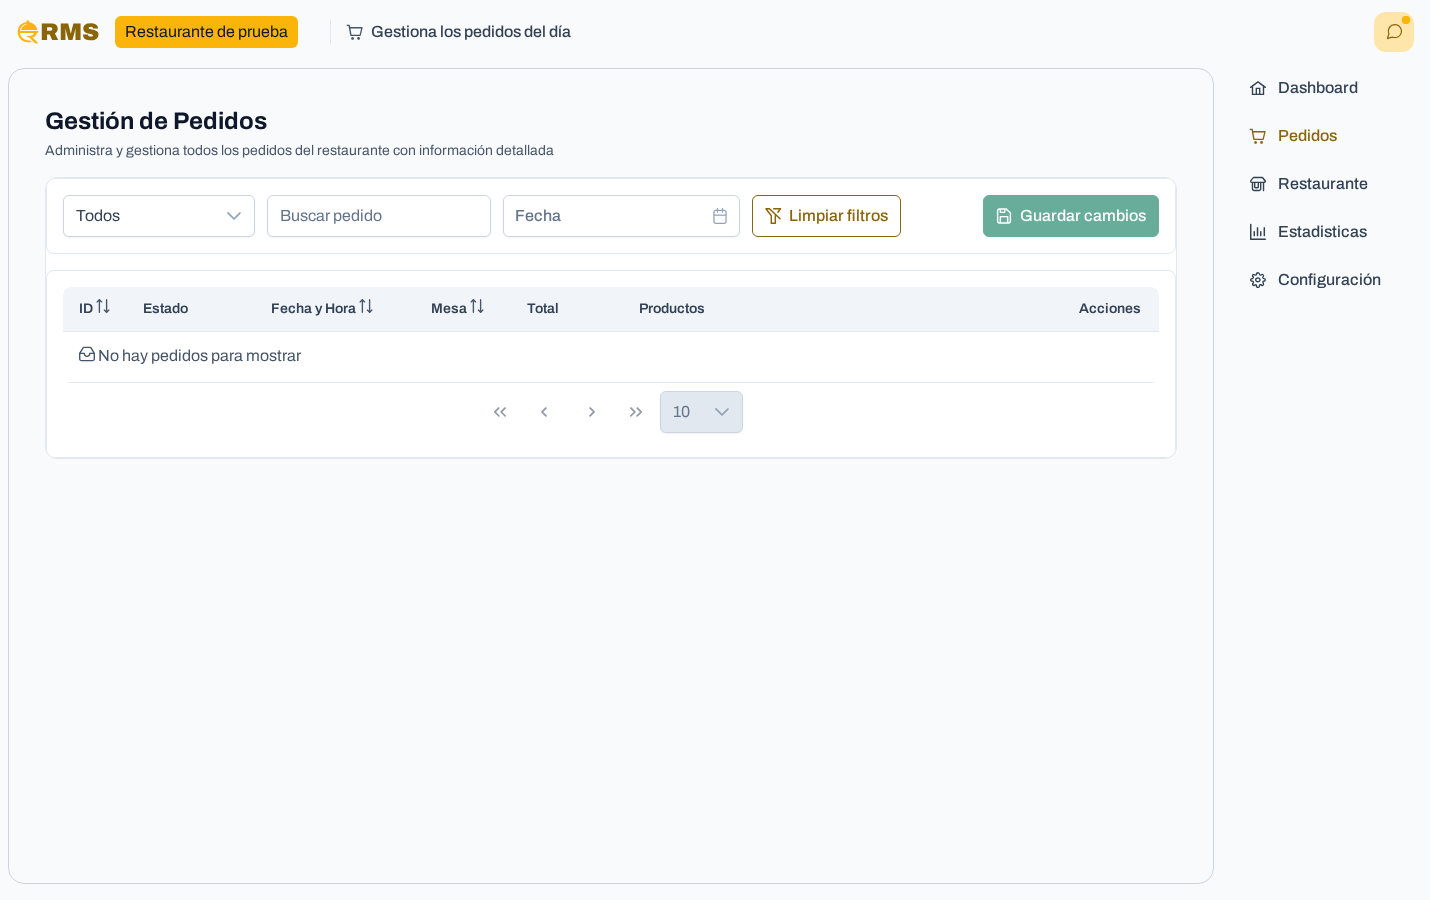 RMS
Restaurante de prueba
Gestiona los pedidos del día
Dashboard
Pedidos
Restaurante
Estadisticas
Configuración
Gestión de Pedidos
Administra y gestiona todos los pedidos del restaurante con información detallada
Todos
Buscar pedido
Fecha
Limpiar filtros
Guardar cambios
ID Estado Fecha y Hora Mesa Total Productos Acciones
No hay pedidos para mostrar
10